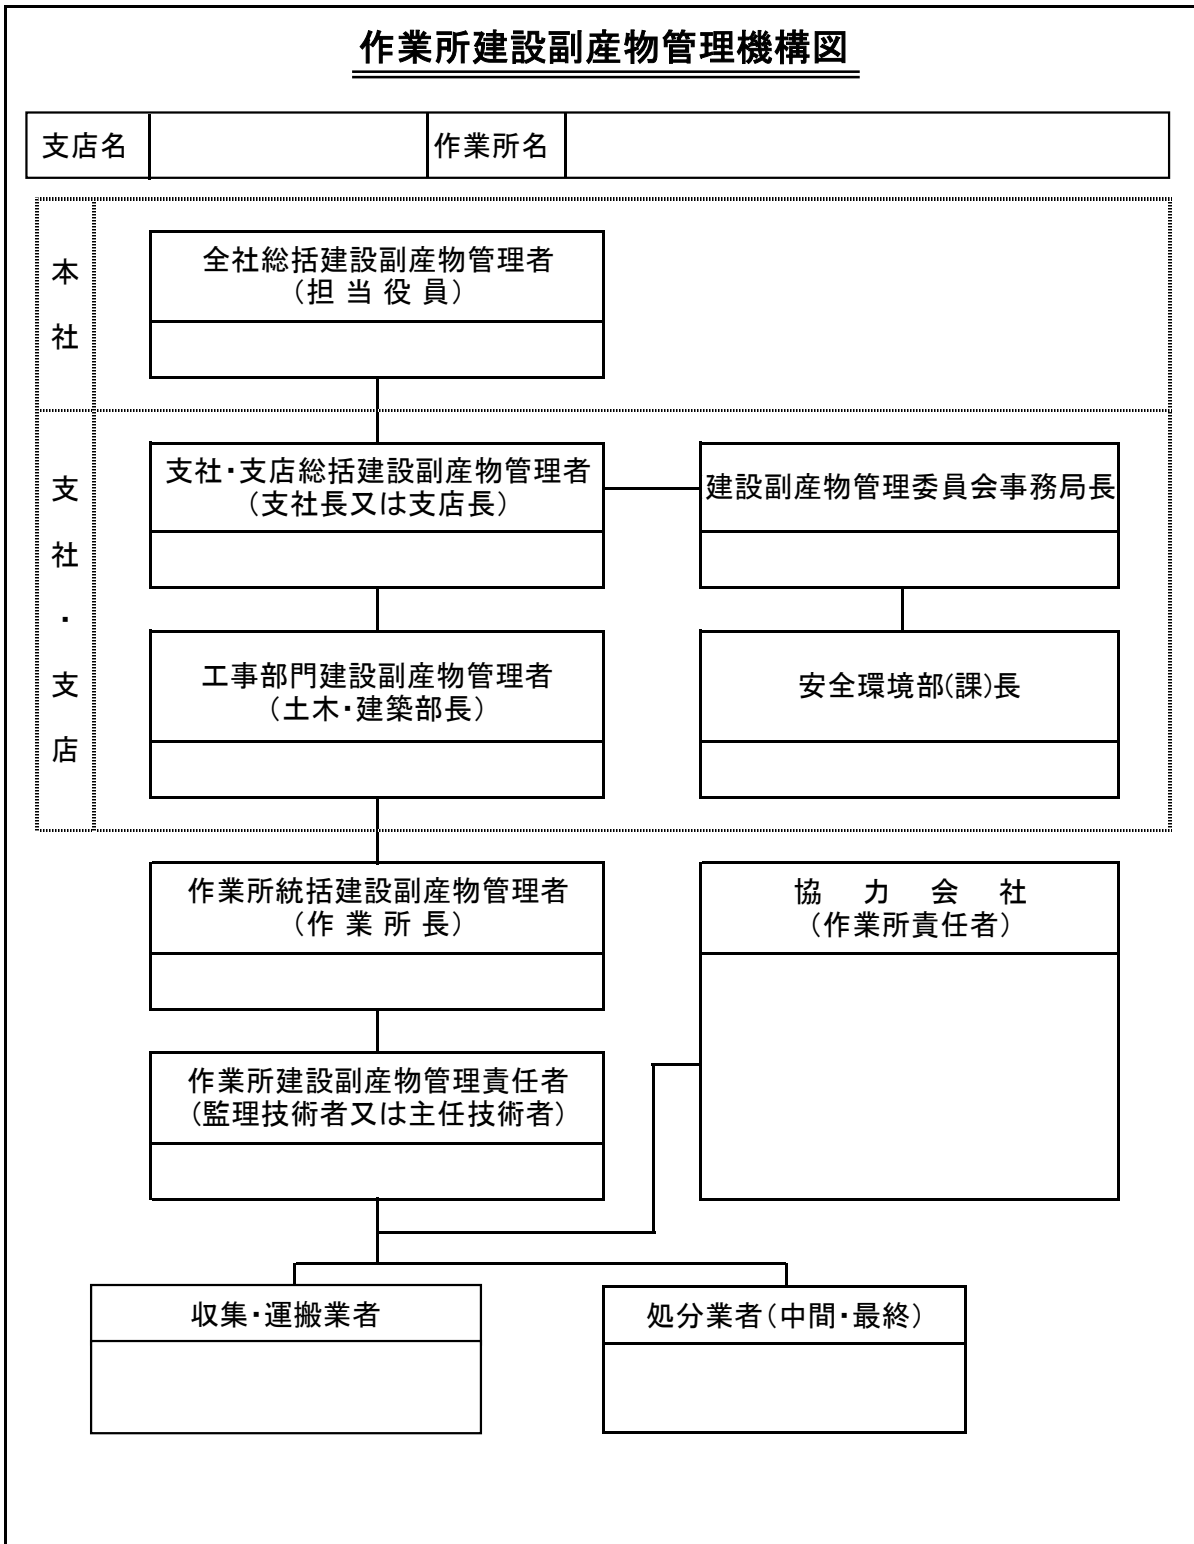 作業所建設副産物管理機構図
支店名
作業所名
本社
全社総括建設副産物管理者
（担 当 役 員）
支社・支店
支社・支店総括建設副産物管理者
（支社長又は支店長）
建設副産物管理委員会事務局長
工事部門建設副産物管理者
（土木・建築部長）
安全環境部(課)長
作業所統括建設副産物管理者
（作 業 所 長）
協 力 会 社
（作業所責任者）
作業所建設副産物管理責任者
（監理技術者又は主任技術者）
収集・運搬業者
処分業者（中間・最終）